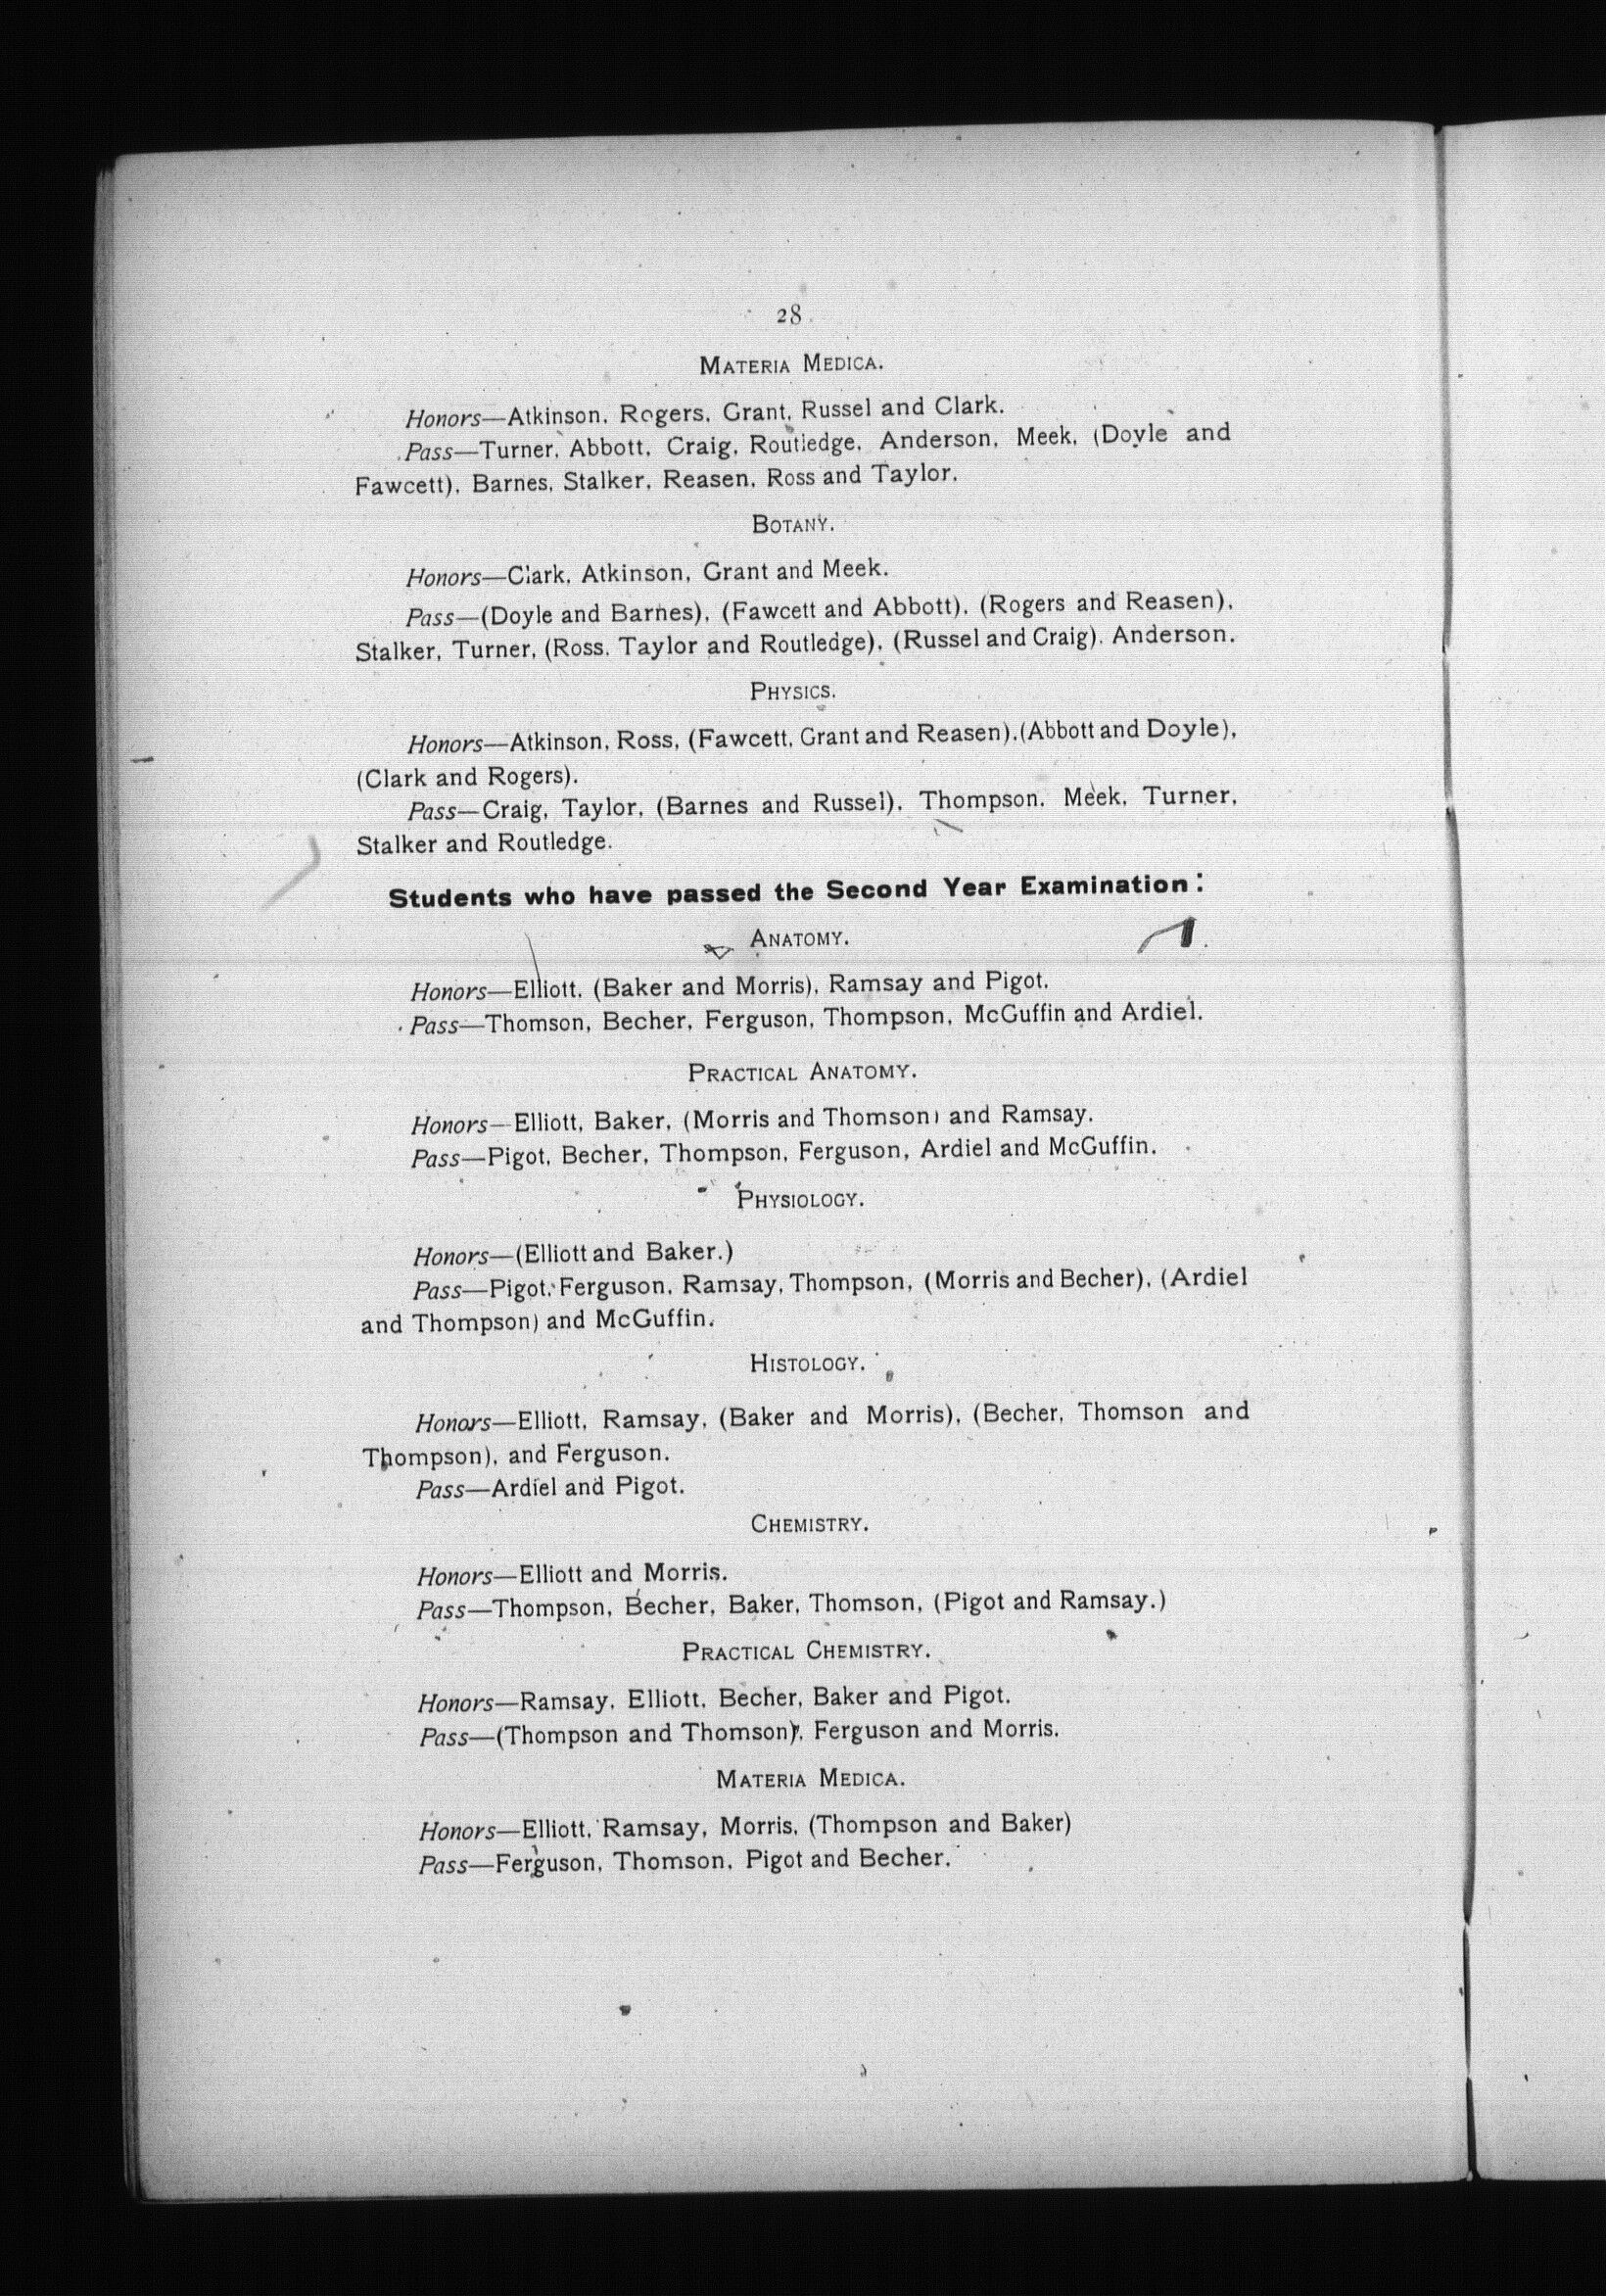 28
MATERIA MEDICA.
Honors—Atkinson, Rogers, Grant, Russel and Clark.
Pass—Turner, Abbott, Craig, Routledge, Anderson, Meek, (Doyle and
Fawcett), Barnes, Stalker, Reasen, Ross and Taylor.
BOTANY.
Honors—Clark, Atkinson, Grant and Meek.
Pass—(Doyle and Barnes), (Fawcett and Abbott), (Rogers and Reasen),
Stalker, Turner, (Ross, Taylor and Routledge), (Russel and Craig), Anderson.
PHYSICS.
Honors—Atkinson, Ross, (Fawcett, Grant and Reasen),(Abbott and Doyle),
(Clark and Rogers).
Pass—Craig, Taylor, (Barnes and Russel), Thompson, Meek, Turner,
Stalker and Routledge.
Students who have passed the Second Year Examination:
ANATOMY.
Honors—Elliott, (Baker and Morris), Ramsay and Pigot.
Pass—Thomson, Becher, Ferguson, Thompson, McGuffin and Ardiel.
PRACTICAL ANATOMY.
Honors—Elliott, Baker, (Morris and Thomson) and Ramsay.
Pass—Pigot, Becher, Thompson, Ferguson, Ardiel and McGuffin.
PHYSIOLOGY.
Honors—(Elliott and Baker.)
Pass—Pigot, Ferguson, Ramsay, Thompson, (Morris and Becher), (Ardiel
and Thompson) and McGuffin.
HISTOLOGY.
Honors—Elliott, Ramsay, (Baker and Morris), (Becher, Thomson and
Thompson), and Ferguson.
Pass—Ardiel and Pigot.
CHEMISTRY.
Honors—Elliott and Morris.
Pass—Thompson, Becher, Baker, Thomson, (Pigot and Ramsay.)
PRACTICAL CHEMISTRY.
Honors—Ramsay, Elliott, Becher, Baker and Pigot.
Pass—(Thompson and Thomson), Ferguson and Morris.
MATERIA MEDICA.
Honors—Elliott, Ramsay, Morris, (Thompson and Baker)
Pass—Ferguson, Thomson, Pigot and Becher.